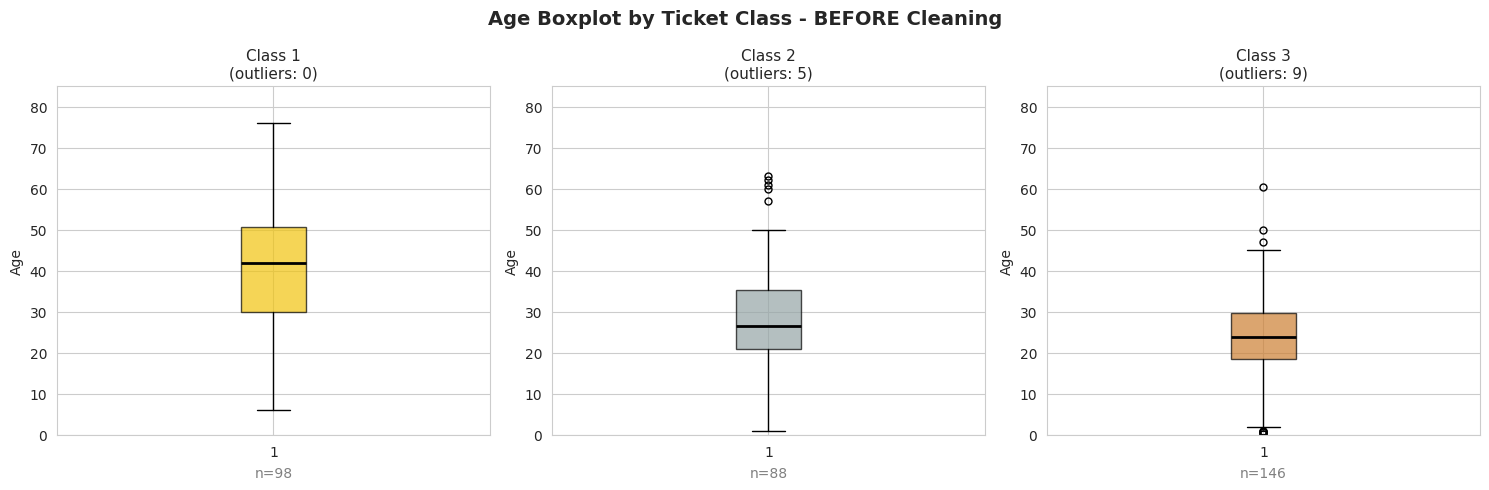 Age Boxplot by Ticket Class - BEFORE Cleaning
Class 1
(outliers: 0)
80
70
60
50
40
30
20
10
0
Age
1
n=98
Class 2
(outliers: 5)
80
70
60
50
40
30
20
10
0
Age
1
n=88
Class 3
(outliers: 9)
80
70
60
50
40
30
20
10
0
Age
1
n=146